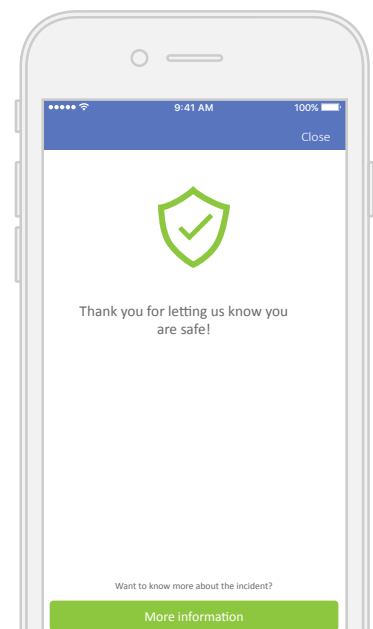 9:41 AM 100%
Close
Thank you for letting us know you
are safe!
Want to know more about the incident?
More information